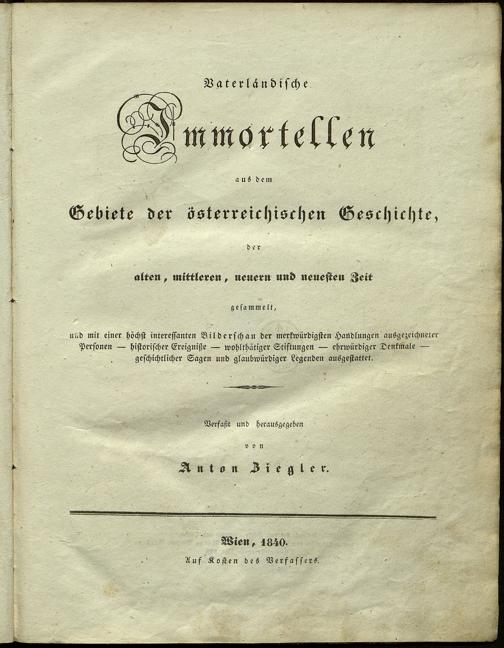 Vaterländische
Immortellen
aus dem
Gebiete der österreichischen Geschichte,
der
alten, mittleren, neuern und neuesten Zeit
gesammelt,
und mit einer höchst interessanten Bilderschau der merkwürdigsten Handlungen ausgezeichneter
Personen — historischer Ereignisse — wohlthätiger Stiftungen — ehrwürdiger Denkmale —
geschichtlicher Sagen und glaubwürdiger Legenden ausgestattet.
Verfaßt und herausgegeben
von
Anton Ziegler.
Wien, 1840.
Auf Kosten des Verfassers.